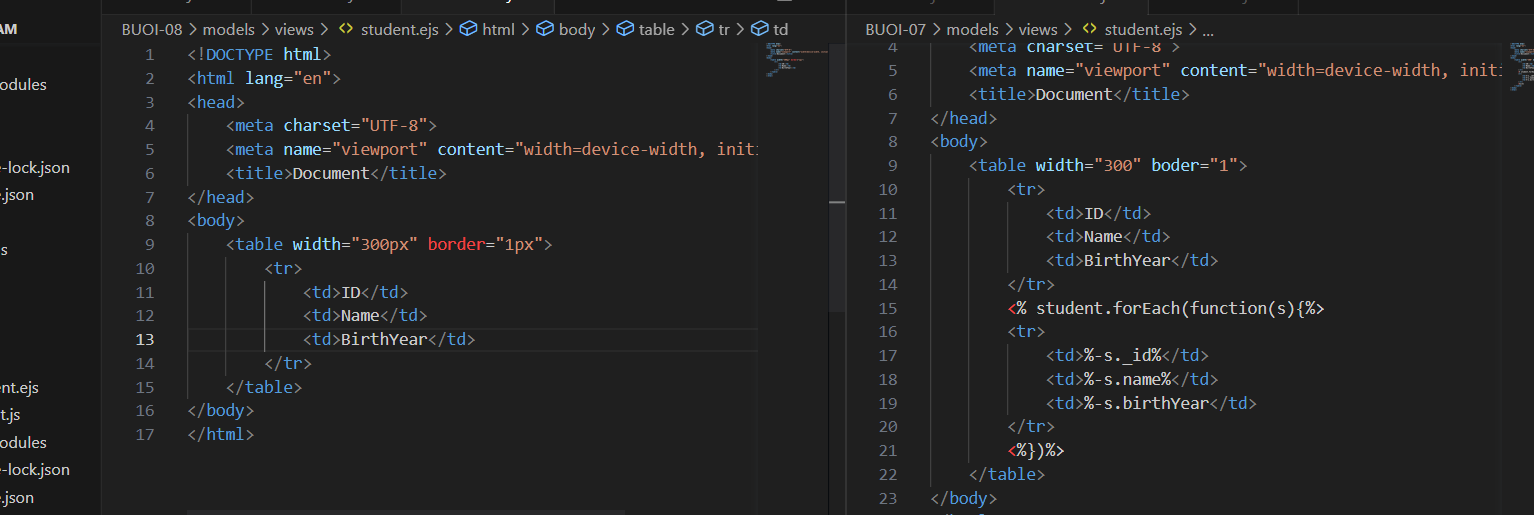 AM
odules
-lock.json
.json
s
nt.ejs
t.js
odules
-lock.json
.json
BUOI-08 > models > views > <> student.ejs > html > body > table > tr > td
1 <!DOCTYPE html>
2 <html lang="en">
3 <head>
4 <meta charset="UTF-8">
5 <meta name="viewport" content="width=device-width, initi
6 <title>Document</title>
7 </head>
8 <body>
9 <table width="300px" border="1px">
10 <tr>
11 <td>ID</td>
12 <td>Name</td>
13 <td>BirthYear</td>
14 </tr>
15 </table>
16 </body>
17 </html>
BUOI-07 > models > views > <> student.ejs > ...
4 <meta charset="UTF-8">
5 <meta name="viewport" content="width=device-width, initi
6 <title>Document</title>
7 </head>
8 <body>
9 <table width="300" boder="1">
10 <tr>
11 <td>ID</td>
12 <td>Name</td>
13 <td>BirthYear</td>
14 </tr>
15 <% student.forEach(function(s){%>
16 <tr>
17 <td>%-s._id%</td>
18 <td>%-s.name%</td>
19 <td>%-s.birthYear</td>
20 </tr>
21 <%})%>
22 </table>
23 </body>